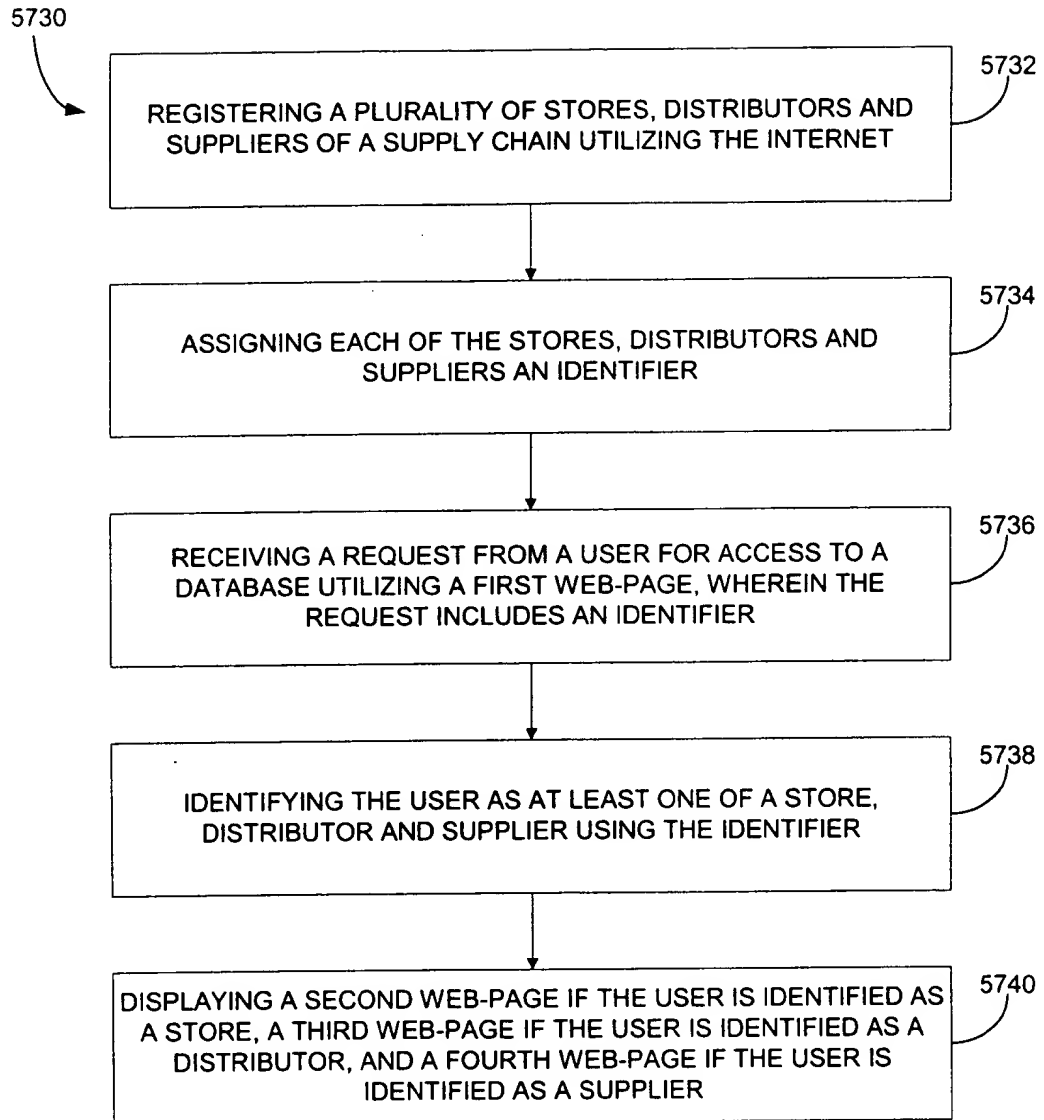 5730
5732
REGISTERING A PLURALITY OF STORES, DISTRIBUTORS AND
SUPPLIERS OF A SUPPLY CHAIN UTILIZING THE INTERNET
5734
ASSIGNING EACH OF THE STORES, DISTRIBUTORS AND
SUPPLIERS AN IDENTIFIER
5736
RECEIVING A REQUEST FROM A USER FOR ACCESS TO A
DATABASE UTILIZING A FIRST WEB-PAGE, WHEREIN THE
REQUEST INCLUDES AN IDENTIFIER
5738
IDENTIFYING THE USER AS AT LEAST ONE OF A STORE,
DISTRIBUTOR AND SUPPLIER USING THE IDENTIFIER
5740
DISPLAYING A SECOND WEB-PAGE IF THE USER IS IDENTIFIED AS
A STORE, A THIRD WEB-PAGE IF THE USER IS IDENTIFIED AS A
DISTRIBUTOR, AND A FOURTH WEB-PAGE IF THE USER IS
IDENTIFIED AS A SUPPLIER